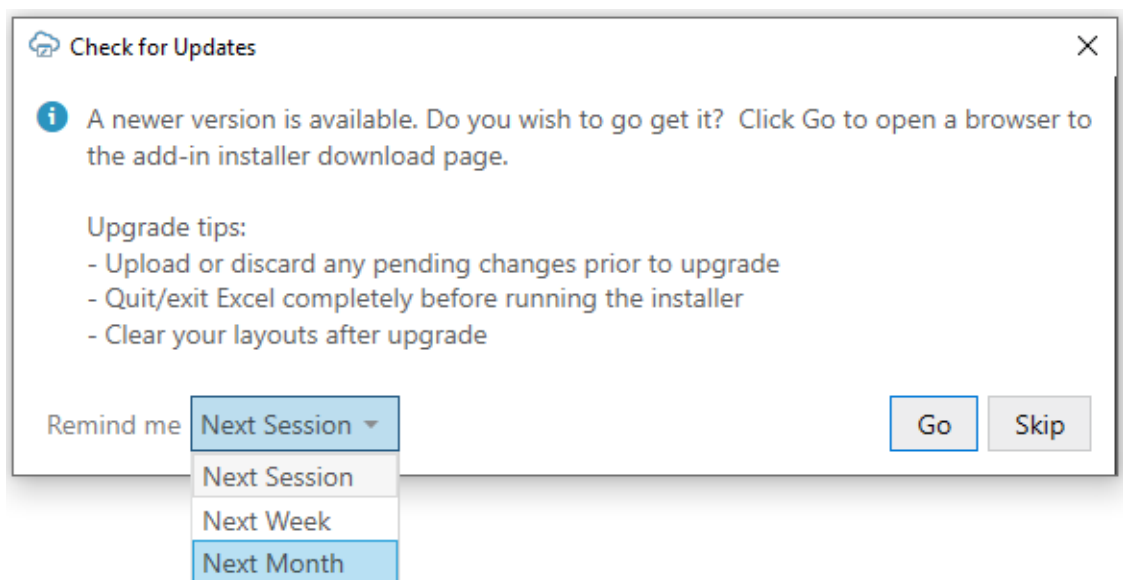 Check for Updates
A newer version is available. Do you wish to go get it?  Click Go to open a browser to
the add-in installer download page.
Upgrade tips:
- Upload or discard any pending changes prior to upgrade
- Quit/exit Excel completely before running the installer
- Clear your layouts after upgrade
Remind me Next Session Go Skip
Next Session
Next Week
Next Month